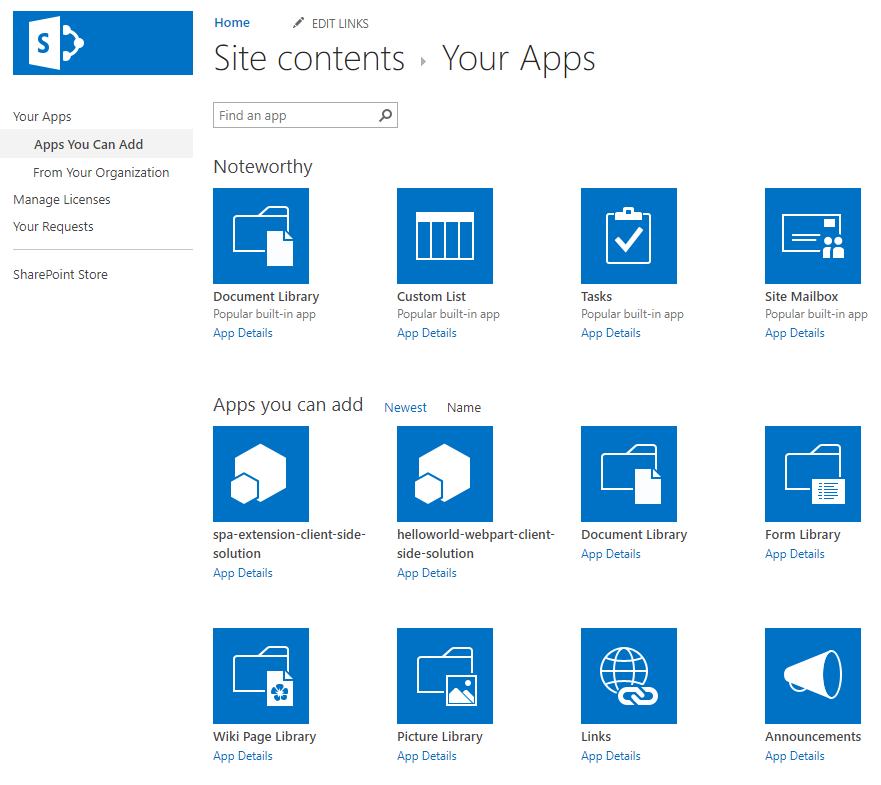 S
Home
EDIT LINKS
Site contents ▸ Your Apps
Your Apps
Apps You Can Add
From Your Organization
Manage Licenses
Your Requests
SharePoint Store
Find an app
Noteworthy
Document Library
Popular built-in app
App Details
Custom List
Popular built-in app
App Details
Tasks
Popular built-in app
App Details
Site Mailbox
Popular built-in app
App Details
Apps you can add
Newest
Name
spa-extension-client-side-
solution
App Details
helloworld-webpart-client-
side-solution
App Details
Document Library
App Details
Form Library
App Details
Wiki Page Library
App Details
Picture Library
App Details
Links
App Details
Announcements
App Details